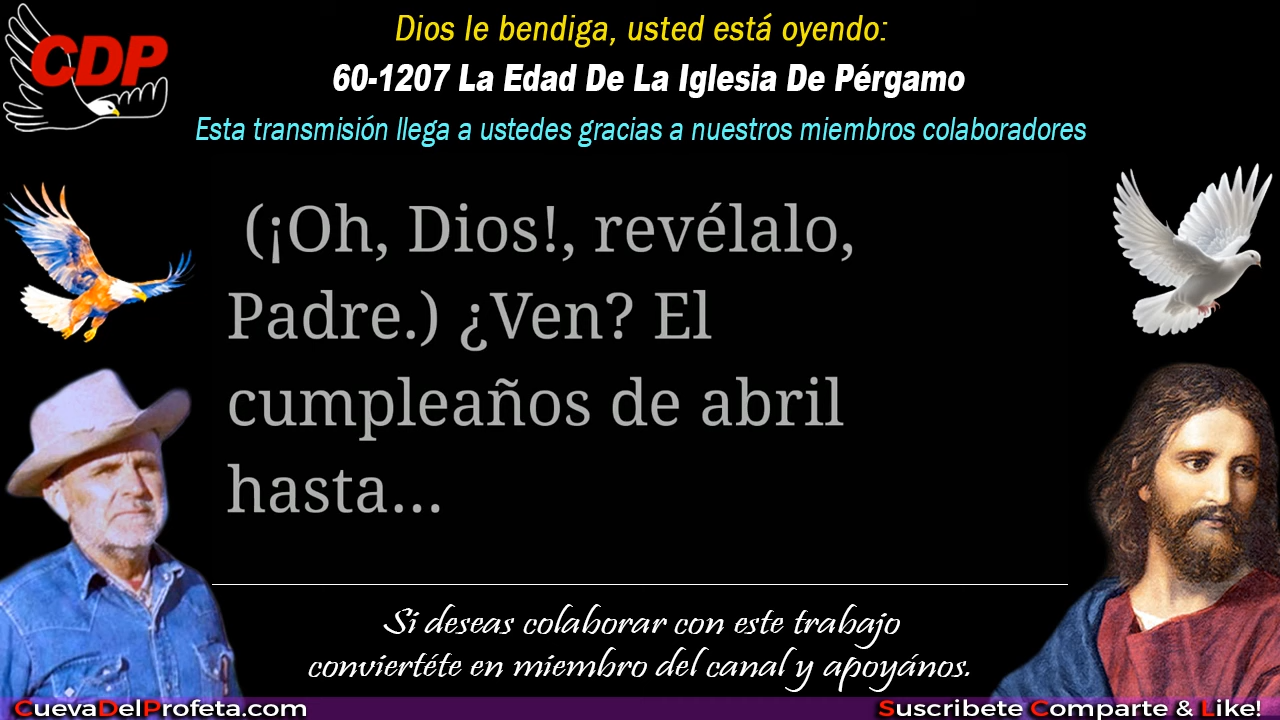 CDP
Dios le bendiga, usted está oyendo:
60-1207 La Edad De La Iglesia De Pérgamo
Esta transmisión llega a ustedes gracias a nuestros miembros colaboradores
(¡Oh, Dios!, revélalo,
Padre.) ¿Ven? El
cumpleaños de abril
hasta...
Si deseas colaborar con este trabajo
conviertéte en miembro del canal y apoyános.
CuevaDelProfeta.com
Suscribete Comparte & Like!